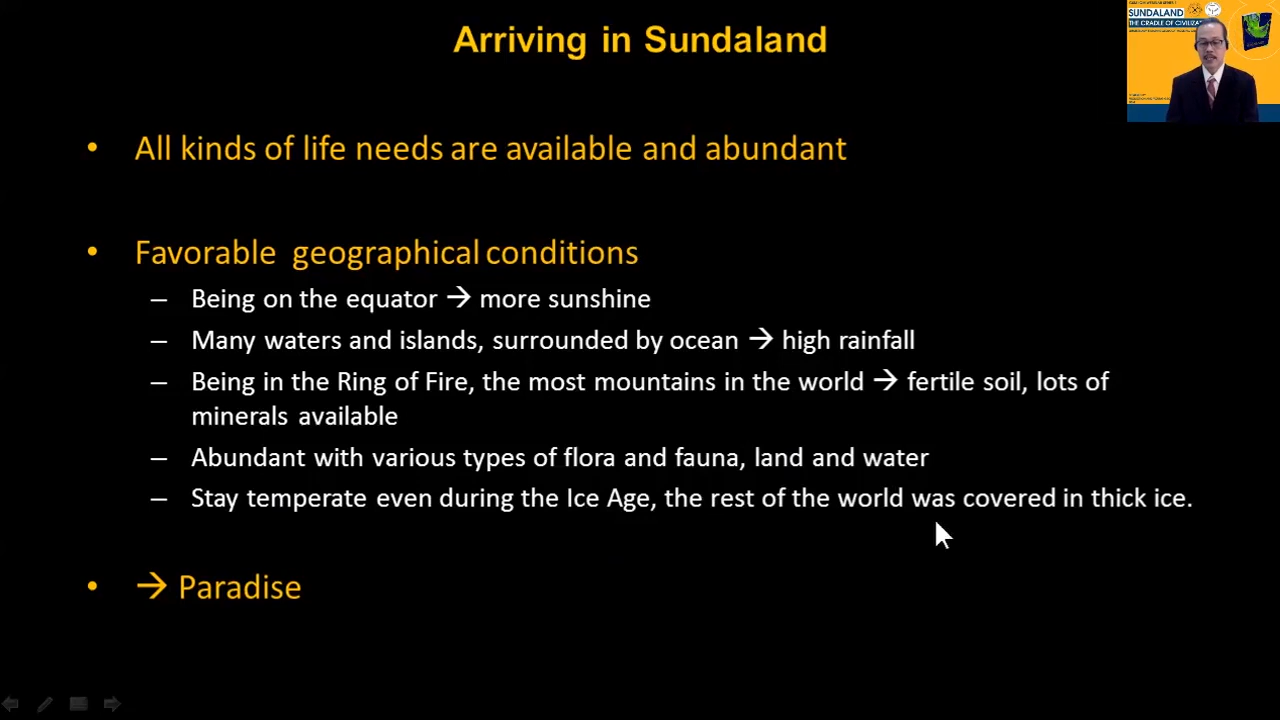 Arriving in Sundaland
SUNDALAND
THE CRADLE OF CIVILIZATI
• All kinds of life needs are available and abundant
• Favorable geographical conditions
– Being on the equator → more sunshine
– Many waters and islands, surrounded by ocean → high rainfall
– Being in the Ring of Fire, the most mountains in the world → fertile soil, lots of
minerals available
– Abundant with various types of flora and fauna, land and water
– Stay temperate even during the Ice Age, the rest of the world was covered in thick ice.
• → Paradise